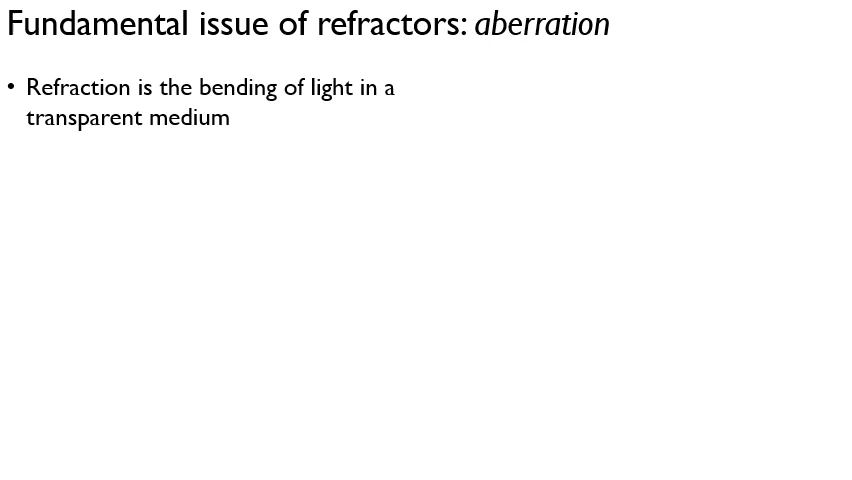 Fundamental issue of refractors: aberration
• Refraction is the bending of light in a
transparent medium